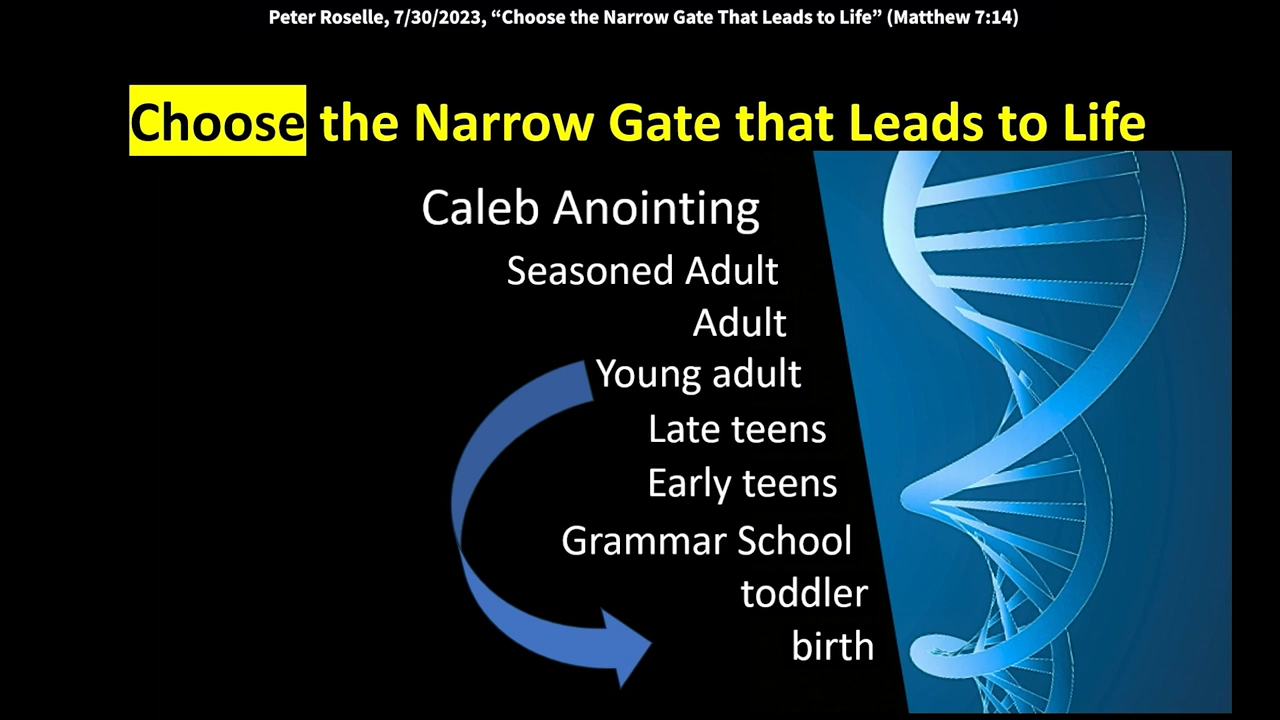 Peter Roselle, 7/30/2023, “Choose the Narrow Gate That Leads to Life” (Matthew 7:14)
Choose the Narrow Gate that Leads to Life
Caleb Anointing
Seasoned Adult
Adult
Young adult
Late teens
Early teens
Grammar School
toddler
birth